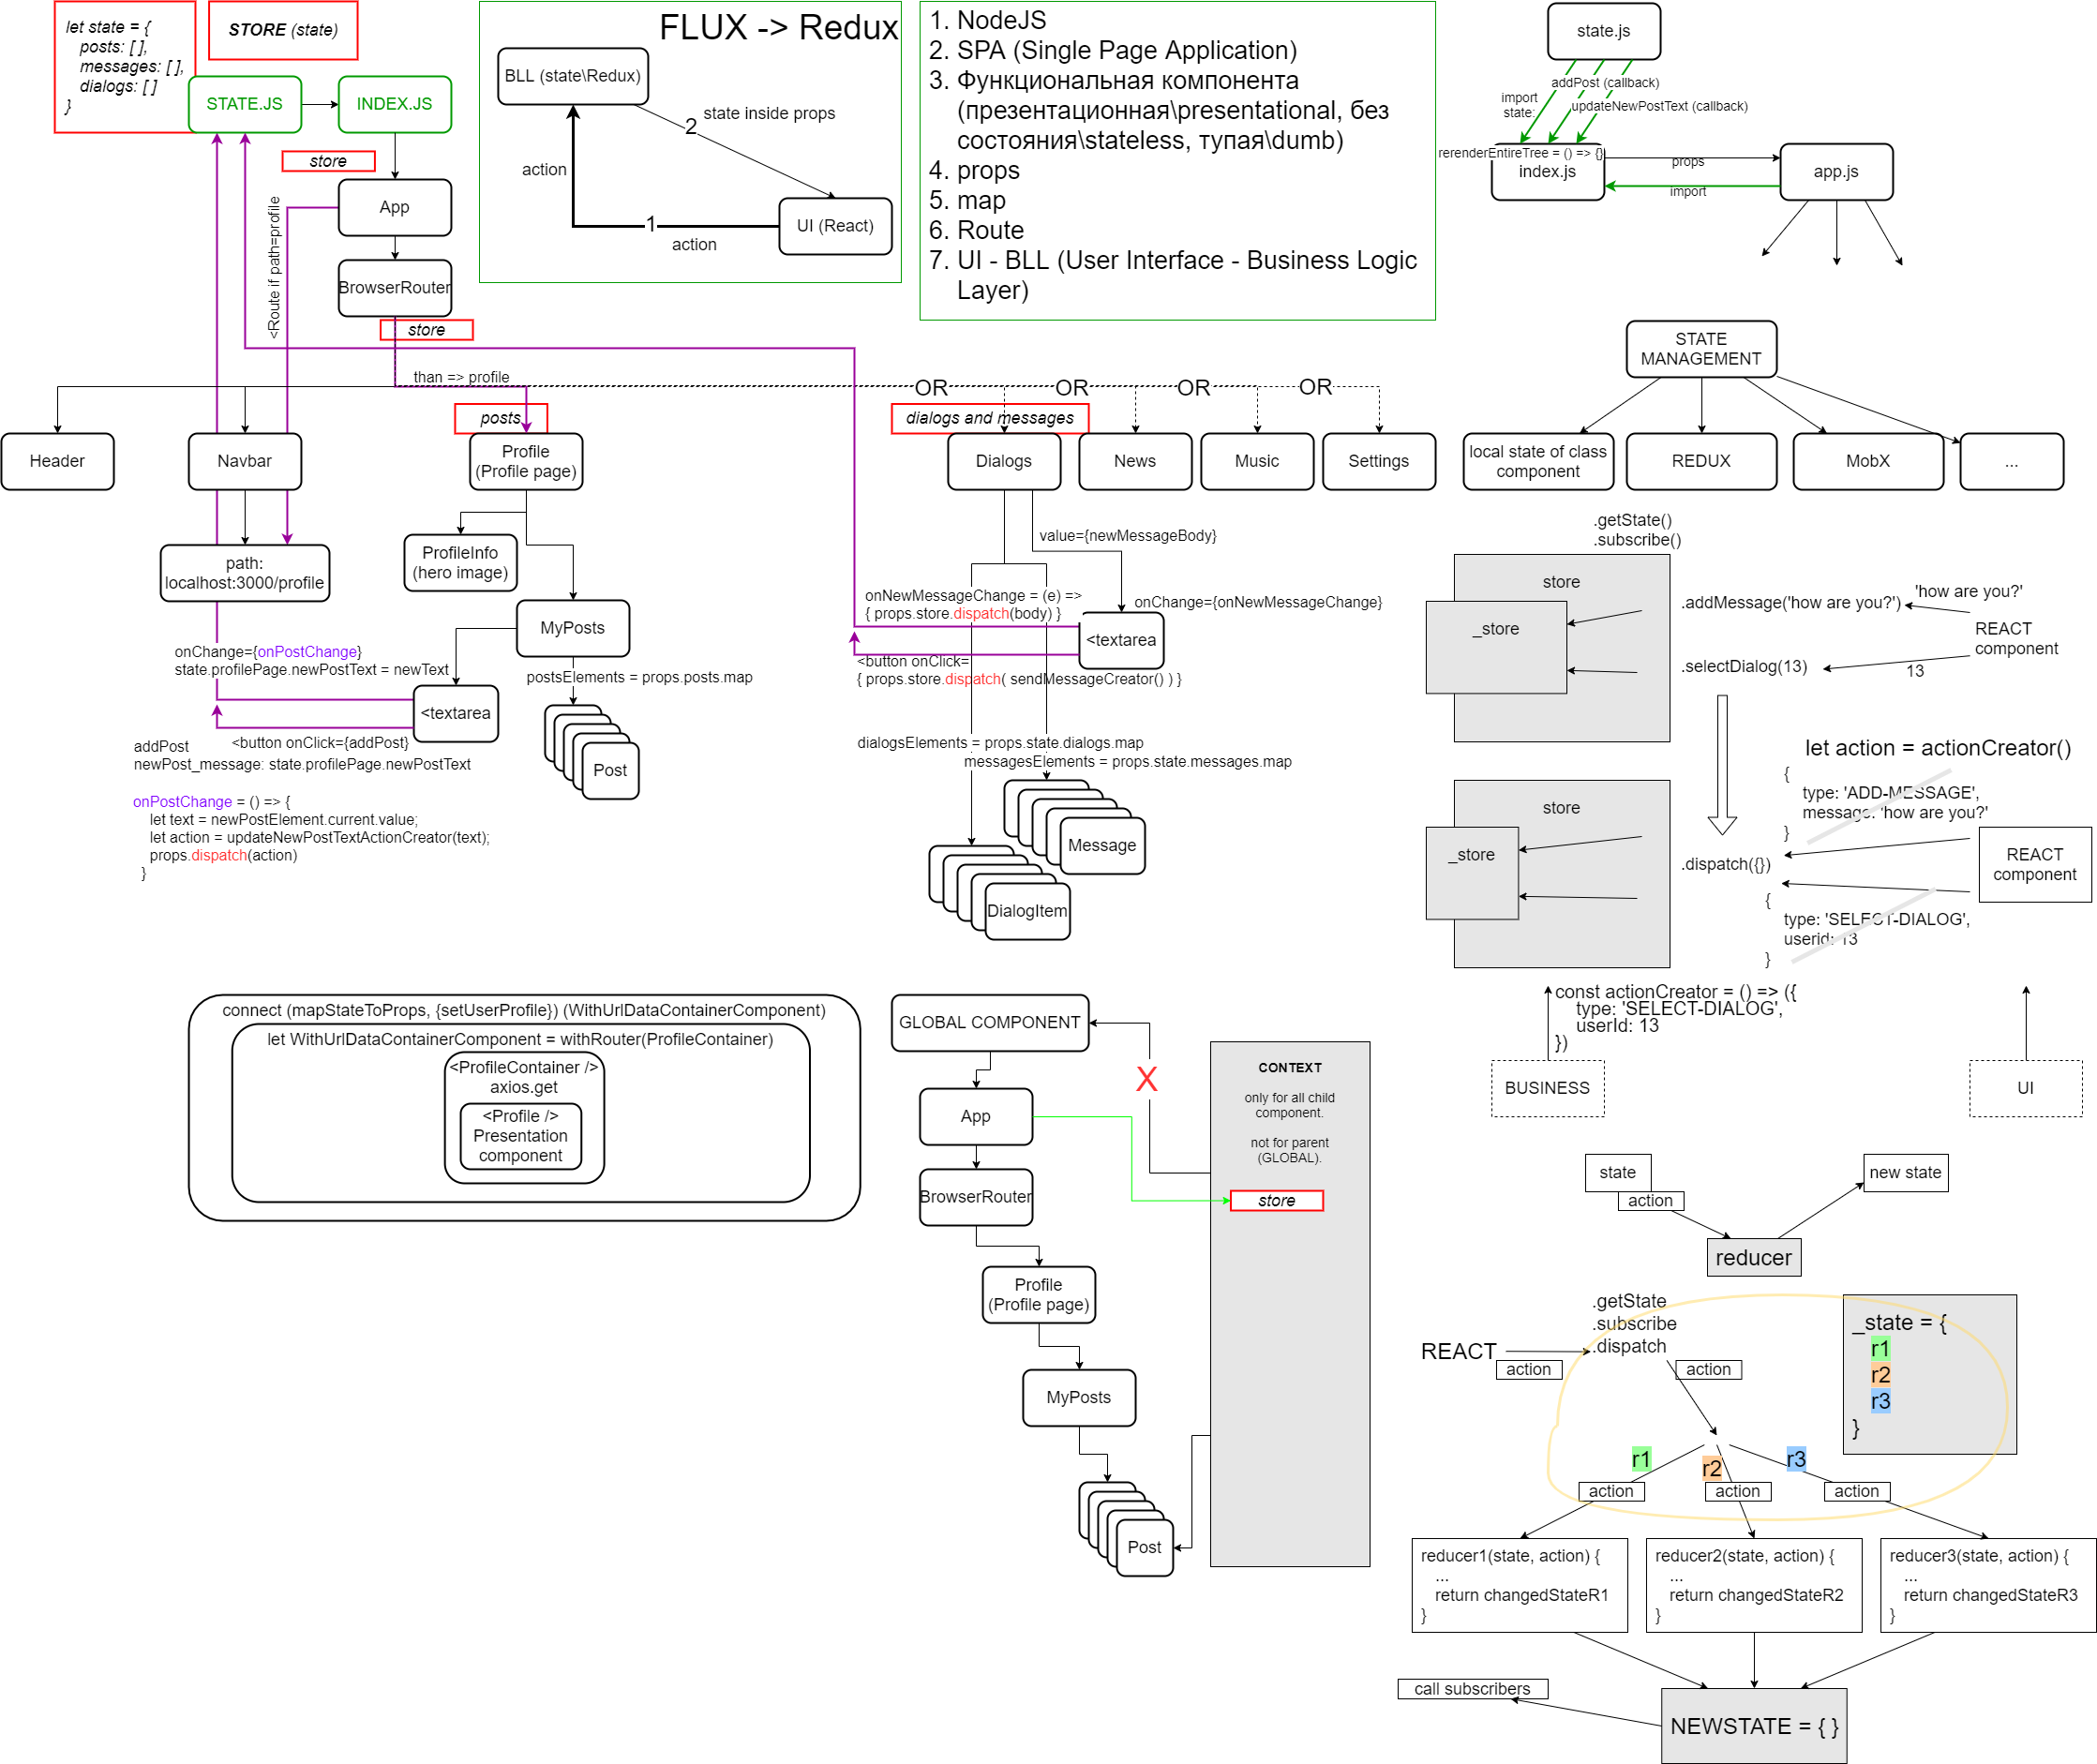 let state = {
posts: [ ],
messages: [ ],
dialogs: [ ]
}
STORE (state)
STATE.JS
INDEX.JS
store
App
<Route if path=profile
BrowserRouter
store
than => profile
FLUX -> Redux
BLL (state\Redux)
state inside props
2
action
1
action
UI (React)
1. NodeJS
2. SPA (Single Page Application)
3. Функциональная компонента
(презентационная\presentational, без
состояния\stateless, тупая\dumb)
4. props
5. map
6. Route
7. UI - BLL (User Interface - Business Logic
Layer)
state.js
addPost (callback)
import
state:
updateNewPostText (callback)
rerenderEntireTree = () => {}
index.js
props
import
app.js
STATE
MANAGEMENT
local state of class
component
REDUX
MobX
...
OR
OR
OR
OR
posts
dialogs and messages
Header
Navbar
Profile
(Profile page)
Dialogs
News
Music
Settings
path:
localhost:3000/profile
ProfileInfo
(hero image)
MyPosts
onChange={onPostChange}
state.profilePage.newPostText = newText
postsElements = props.posts.map
<textarea
<button onClick={addPost}
addPost
newPost_message: state.profilePage.newPostText
Post
onPostChange = () => {
let text = newPostElement.current.value;
let action = updateNewPostTextActionCreator(text);
props.dispatch(action)
}
value={newMessageBody}
onNewMessageChange = (e) =>
{ props.store.dispatch(body) }
onChange={onNewMessageChange}
<textarea
<button onClick=
{ props.store.dispatch( sendMessageCreator() ) }
dialogsElements = props.state.dialogs.map
messagesElements = props.state.messages.map
Message
DialogItem
.getState()
.subscribe()
store
_store
.addMessage('how are you?')
'how are you?'
REACT
component
.selectDialog(13)
13
let action = actionCreator()
{
type: 'ADD-MESSAGE',
message: 'how are you?'
}
store
_store
.dispatch({})
REACT
component
{
type: 'SELECT-DIALOG',
userid: 13
}
const actionCreator = () => ({
type: 'SELECT-DIALOG',
userId: 13
})
BUSINESS
UI
connect (mapStateToProps, {setUserProfile}) (WithUrlDataContainerComponent)
let WithUrlDataContainerComponent = withRouter(ProfileContainer)
<ProfileContainer />
axios.get
<Profile />
Presentation
component
GLOBAL COMPONENT
X
App
BrowserRouter
Profile
(Profile page)
MyPosts
Post
CONTEXT
only for all child
component.
not for parent
(GLOBAL).
store
state
action
new state
reducer
.getState
.subscribe
.dispatch
REACT
action
action
_state = {
r1
r2
r3
}
r1
r2
r3
action
action
action
reducer1(state, action) {
...
return changedStateR1
}
reducer2(state, action) {
...
return changedStateR2
}
reducer3(state, action) {
...
return changedStateR3
}
call subscribers
NEWSTATE = { }